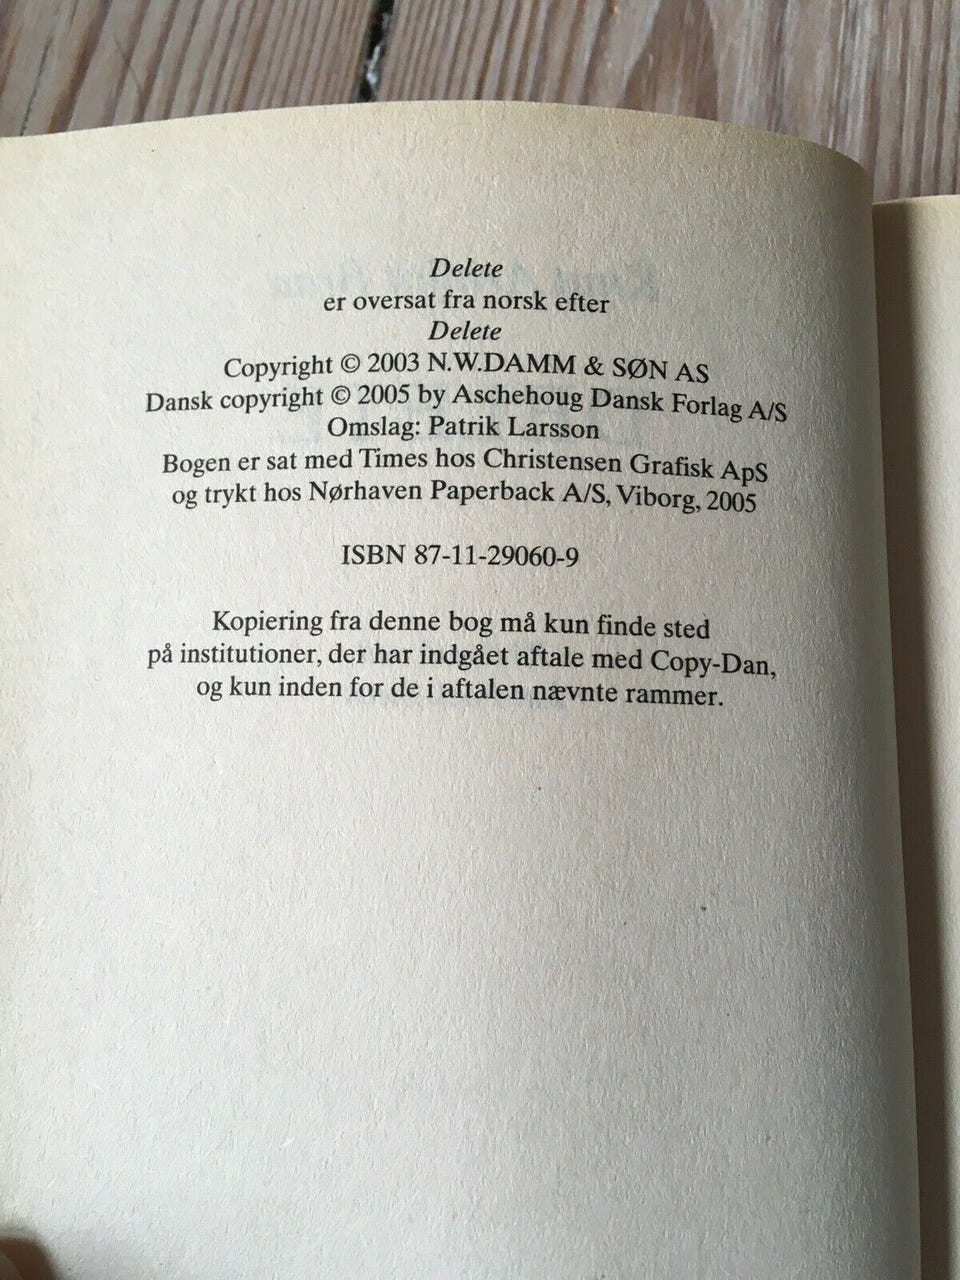 Delete
er oversat fra norsk efter
Delete
Copyright © 2003 N.W.DAMM & SØN AS
Dansk copyright © 2005 by Aschehoug Dansk Forlag A/S
Omslag: Patrik Larsson
Bogen er sat med Times hos Christensen Grafisk ApS
og trykt hos Nørhaven Paperback A/S, Viborg, 2005
ISBN 87-11-29060-9
Kopiering fra denne bog må kun finde sted
på institutioner, der har indgået aftale med Copy-Dan,
og kun inden for de i aftalen nævnte rammer.